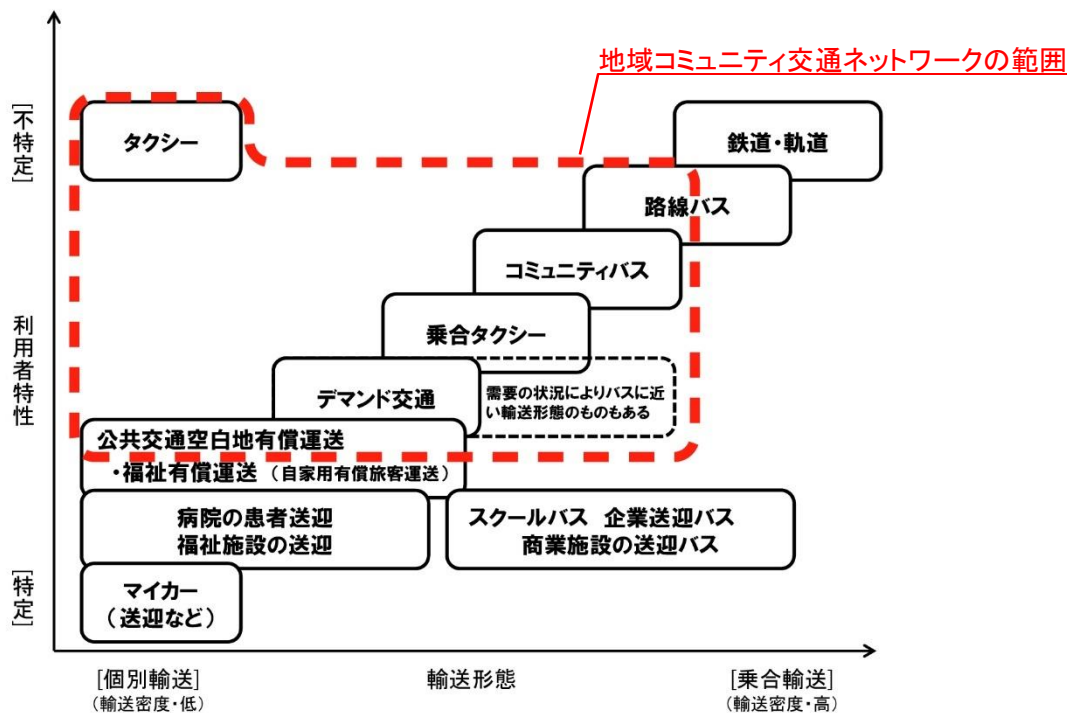 地域コミュニティ交通ネットワークの範囲
[不特定]
タクシー
鉄道・軌道
路線バス
コミュニティバス
乗合タクシー
利用者特性
デマンド交通
需要の状況によりバスに近
い輸送形態のものもある
公共交通空白地有償運送
・福祉有償運送 (自家用有償旅客運送)
病院の患者送迎
福祉施設の送迎
スクールバス 企業送迎バス
商業施設の送迎バス
[特定]
マイカー
(送迎など)
[個別輸送]
(輸送密度・低)
輸送形態
[乗合輸送]
(輸送密度・高)